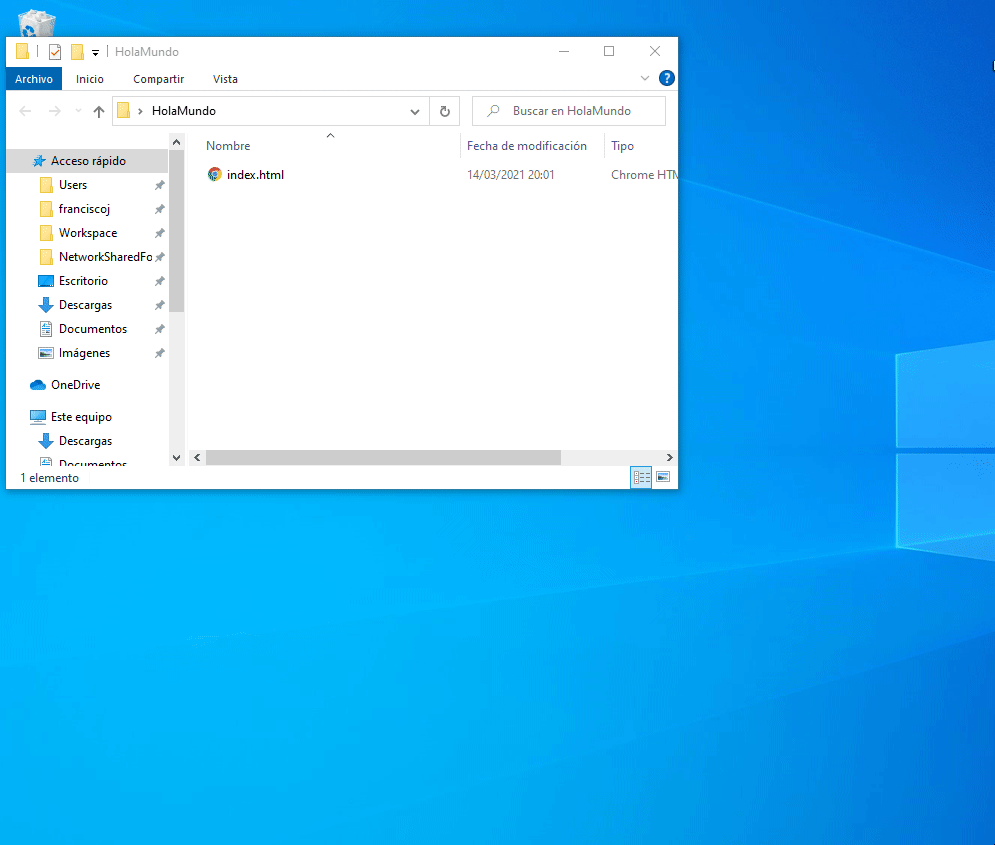 HolaMundo
Archivo Inicio Compartir Vista
HolaMundo Buscar en HolaMundo
Nombre Fecha de modificación Tipo
index.html 14/03/2021 20:01 Chrome HTM
Acceso rápido
Users
franciscoj
Workspace
NetworkSharedFo
Escritorio
Descargas
Documentos
Imágenes
OneDrive
Este equipo
Descargas
Documentos
1 elemento